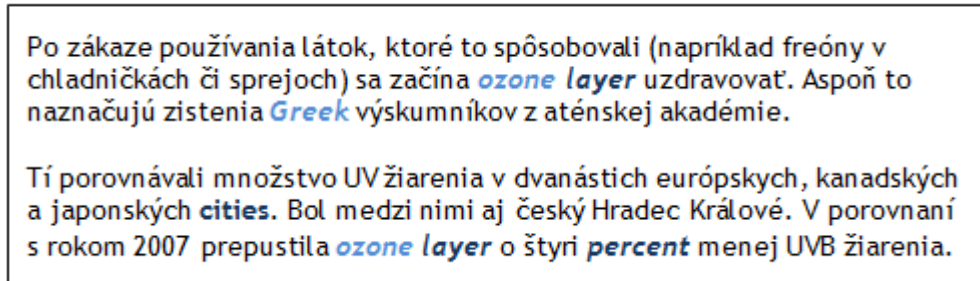 Po zákaze používania látok, ktoré to spôsobovali (napríklad freóny v
chladničkách či sprejoch) sa začína ozone layer uzdravovať. Aspoň to
naznačujú zistenia Greek výskumníkov z aténskej akadémie.
Tí porovnávali množstvo UV žiarenia v dvanástich európskych, kanadských
a japonských cities. Bol medzi nimi aj český Hradec Králové. V porovnaní
s rokom 2007 prepustila ozone layer o štyri percent menej UVB žiarenia.